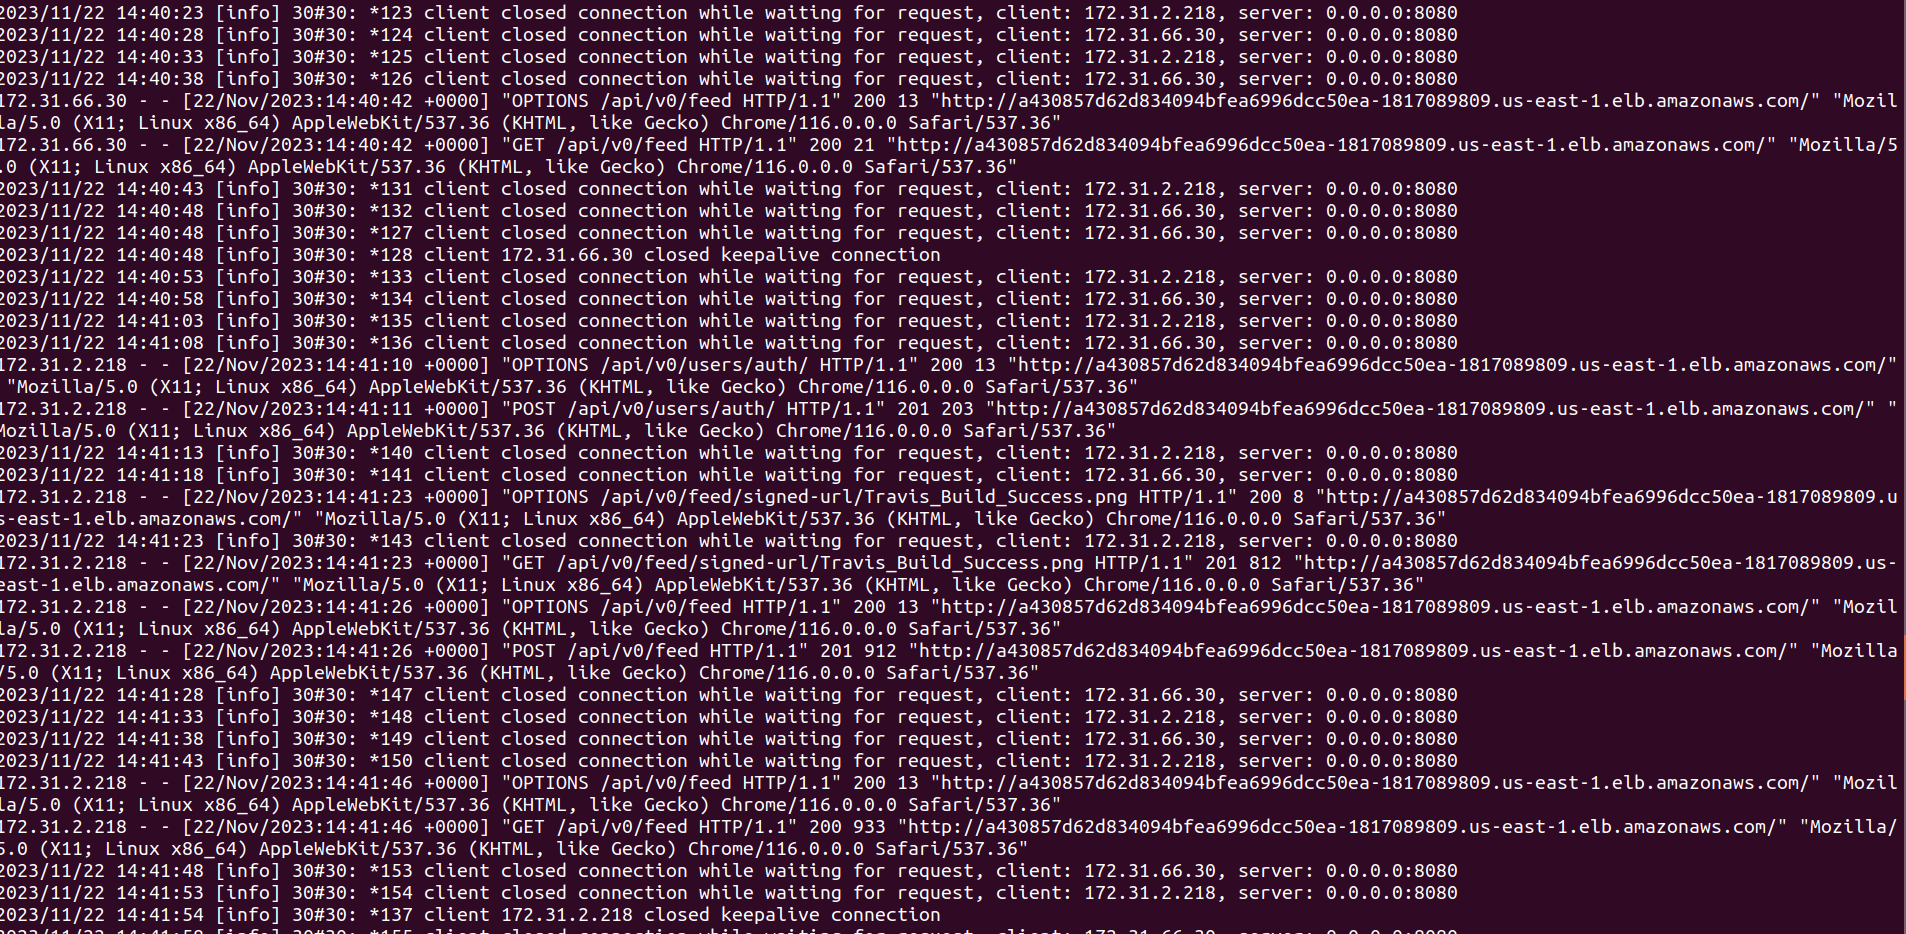 2023/11/22 14:40:23 [info] 30#30: *123 client closed connection while waiting for request, client: 172.31.2.218, server: 0.0.0.0:8080
2023/11/22 14:40:28 [info] 30#30: *124 client closed connection while waiting for request, client: 172.31.66.30, server: 0.0.0.0:8080
2023/11/22 14:40:33 [info] 30#30: *125 client closed connection while waiting for request, client: 172.31.2.218, server: 0.0.0.0:8080
2023/11/22 14:40:38 [info] 30#30: *126 client closed connection while waiting for request, client: 172.31.66.30, server: 0.0.0.0:8080
172.31.66.30 - - [22/Nov/2023:14:40:42 +0000] "OPTIONS /api/v0/feed HTTP/1.1" 200 13 "http://a430857d62d834094bfea6996dcc50ea-1817089809.us-east-1.elb.amazonaws.com/" "Mozil
la/5.0 (X11; Linux x86_64) AppleWebKit/537.36 (KHTML, like Gecko) Chrome/116.0.0.0 Safari/537.36"
172.31.66.30 - - [22/Nov/2023:14:40:42 +0000] "GET /api/v0/feed HTTP/1.1" 200 21 "http://a430857d62d834094bfea6996dcc50ea-1817089809.us-east-1.elb.amazonaws.com/" "Mozilla/5
.0 (X11; Linux x86_64) AppleWebKit/537.36 (KHTML, like Gecko) Chrome/116.0.0.0 Safari/537.36"
2023/11/22 14:40:43 [info] 30#30: *131 client closed connection while waiting for request, client: 172.31.2.218, server: 0.0.0.0:8080
2023/11/22 14:40:48 [info] 30#30: *132 client closed connection while waiting for request, client: 172.31.66.30, server: 0.0.0.0:8080
2023/11/22 14:40:48 [info] 30#30: *127 client closed connection while waiting for request, client: 172.31.66.30, server: 0.0.0.0:8080
2023/11/22 14:40:48 [info] 30#30: *128 client 172.31.66.30 closed keepalive connection
2023/11/22 14:40:53 [info] 30#30: *133 client closed connection while waiting for request, client: 172.31.2.218, server: 0.0.0.0:8080
2023/11/22 14:40:58 [info] 30#30: *134 client closed connection while waiting for request, client: 172.31.66.30, server: 0.0.0.0:8080
2023/11/22 14:41:03 [info] 30#30: *135 client closed connection while waiting for request, client: 172.31.2.218, server: 0.0.0.0:8080
2023/11/22 14:41:08 [info] 30#30: *136 client closed connection while waiting for request, client: 172.31.66.30, server: 0.0.0.0:8080
172.31.2.218 - - [22/Nov/2023:14:41:10 +0000] "OPTIONS /api/v0/users/auth/ HTTP/1.1" 200 13 "http://a430857d62d834094bfea6996dcc50ea-1817089809.us-east-1.elb.amazonaws.com/"
"Mozilla/5.0 (X11; Linux x86_64) AppleWebKit/537.36 (KHTML, like Gecko) Chrome/116.0.0.0 Safari/537.36"
172.31.2.218 - - [22/Nov/2023:14:41:11 +0000] "POST /api/v0/users/auth/ HTTP/1.1" 201 203 "http://a430857d62d834094bfea6996dcc50ea-1817089809.us-east-1.elb.amazonaws.com/" "
Mozilla/5.0 (X11; Linux x86_64) AppleWebKit/537.36 (KHTML, like Gecko) Chrome/116.0.0.0 Safari/537.36"
2023/11/22 14:41:13 [info] 30#30: *140 client closed connection while waiting for request, client: 172.31.2.218, server: 0.0.0.0:8080
2023/11/22 14:41:18 [info] 30#30: *141 client closed connection while waiting for request, client: 172.31.66.30, server: 0.0.0.0:8080
172.31.2.218 - - [22/Nov/2023:14:41:23 +0000] "OPTIONS /api/v0/feed/signed-url/Travis_Build_Success.png HTTP/1.1" 200 8 "http://a430857d62d834094bfea6996dcc50ea-1817089809.u
s-east-1.elb.amazonaws.com/" "Mozilla/5.0 (X11; Linux x86_64) AppleWebKit/537.36 (KHTML, like Gecko) Chrome/116.0.0.0 Safari/537.36"
2023/11/22 14:41:23 [info] 30#30: *143 client closed connection while waiting for request, client: 172.31.2.218, server: 0.0.0.0:8080
172.31.2.218 - - [22/Nov/2023:14:41:23 +0000] "GET /api/v0/feed/signed-url/Travis_Build_Success.png HTTP/1.1" 201 812 "http://a430857d62d834094bfea6996dcc50ea-1817089809.us-
east-1.elb.amazonaws.com/" "Mozilla/5.0 (X11; Linux x86_64) AppleWebKit/537.36 (KHTML, like Gecko) Chrome/116.0.0.0 Safari/537.36"
172.31.2.218 - - [22/Nov/2023:14:41:26 +0000] "OPTIONS /api/v0/feed HTTP/1.1" 200 13 "http://a430857d62d834094bfea6996dcc50ea-1817089809.us-east-1.elb.amazonaws.com/" "Mozil
la/5.0 (X11; Linux x86_64) AppleWebKit/537.36 (KHTML, like Gecko) Chrome/116.0.0.0 Safari/537.36"
172.31.2.218 - - [22/Nov/2023:14:41:26 +0000] "POST /api/v0/feed HTTP/1.1" 201 912 "http://a430857d62d834094bfea6996dcc50ea-1817089809.us-east-1.elb.amazonaws.com/" "Mozilla
/5.0 (X11; Linux x86_64) AppleWebKit/537.36 (KHTML, like Gecko) Chrome/116.0.0.0 Safari/537.36"
2023/11/22 14:41:28 [info] 30#30: *147 client closed connection while waiting for request, client: 172.31.66.30, server: 0.0.0.0:8080
2023/11/22 14:41:33 [info] 30#30: *148 client closed connection while waiting for request, client: 172.31.2.218, server: 0.0.0.0:8080
2023/11/22 14:41:38 [info] 30#30: *149 client closed connection while waiting for request, client: 172.31.66.30, server: 0.0.0.0:8080
2023/11/22 14:41:43 [info] 30#30: *150 client closed connection while waiting for request, client: 172.31.2.218, server: 0.0.0.0:8080
172.31.2.218 - - [22/Nov/2023:14:41:46 +0000] "OPTIONS /api/v0/feed HTTP/1.1" 200 13 "http://a430857d62d834094bfea6996dcc50ea-1817089809.us-east-1.elb.amazonaws.com/" "Mozil
la/5.0 (X11; Linux x86_64) AppleWebKit/537.36 (KHTML, like Gecko) Chrome/116.0.0.0 Safari/537.36"
172.31.2.218 - - [22/Nov/2023:14:41:46 +0000] "GET /api/v0/feed HTTP/1.1" 200 933 "http://a430857d62d834094bfea6996dcc50ea-1817089809.us-east-1.elb.amazonaws.com/" "Mozilla/
5.0 (X11; Linux x86_64) AppleWebKit/537.36 (KHTML, like Gecko) Chrome/116.0.0.0 Safari/537.36"
2023/11/22 14:41:48 [info] 30#30: *153 client closed connection while waiting for request, client: 172.31.66.30, server: 0.0.0.0:8080
2023/11/22 14:41:53 [info] 30#30: *154 client closed connection while waiting for request, client: 172.31.2.218, server: 0.0.0.0:8080
2023/11/22 14:41:54 [info] 30#30: *137 client 172.31.2.218 closed keepalive connection